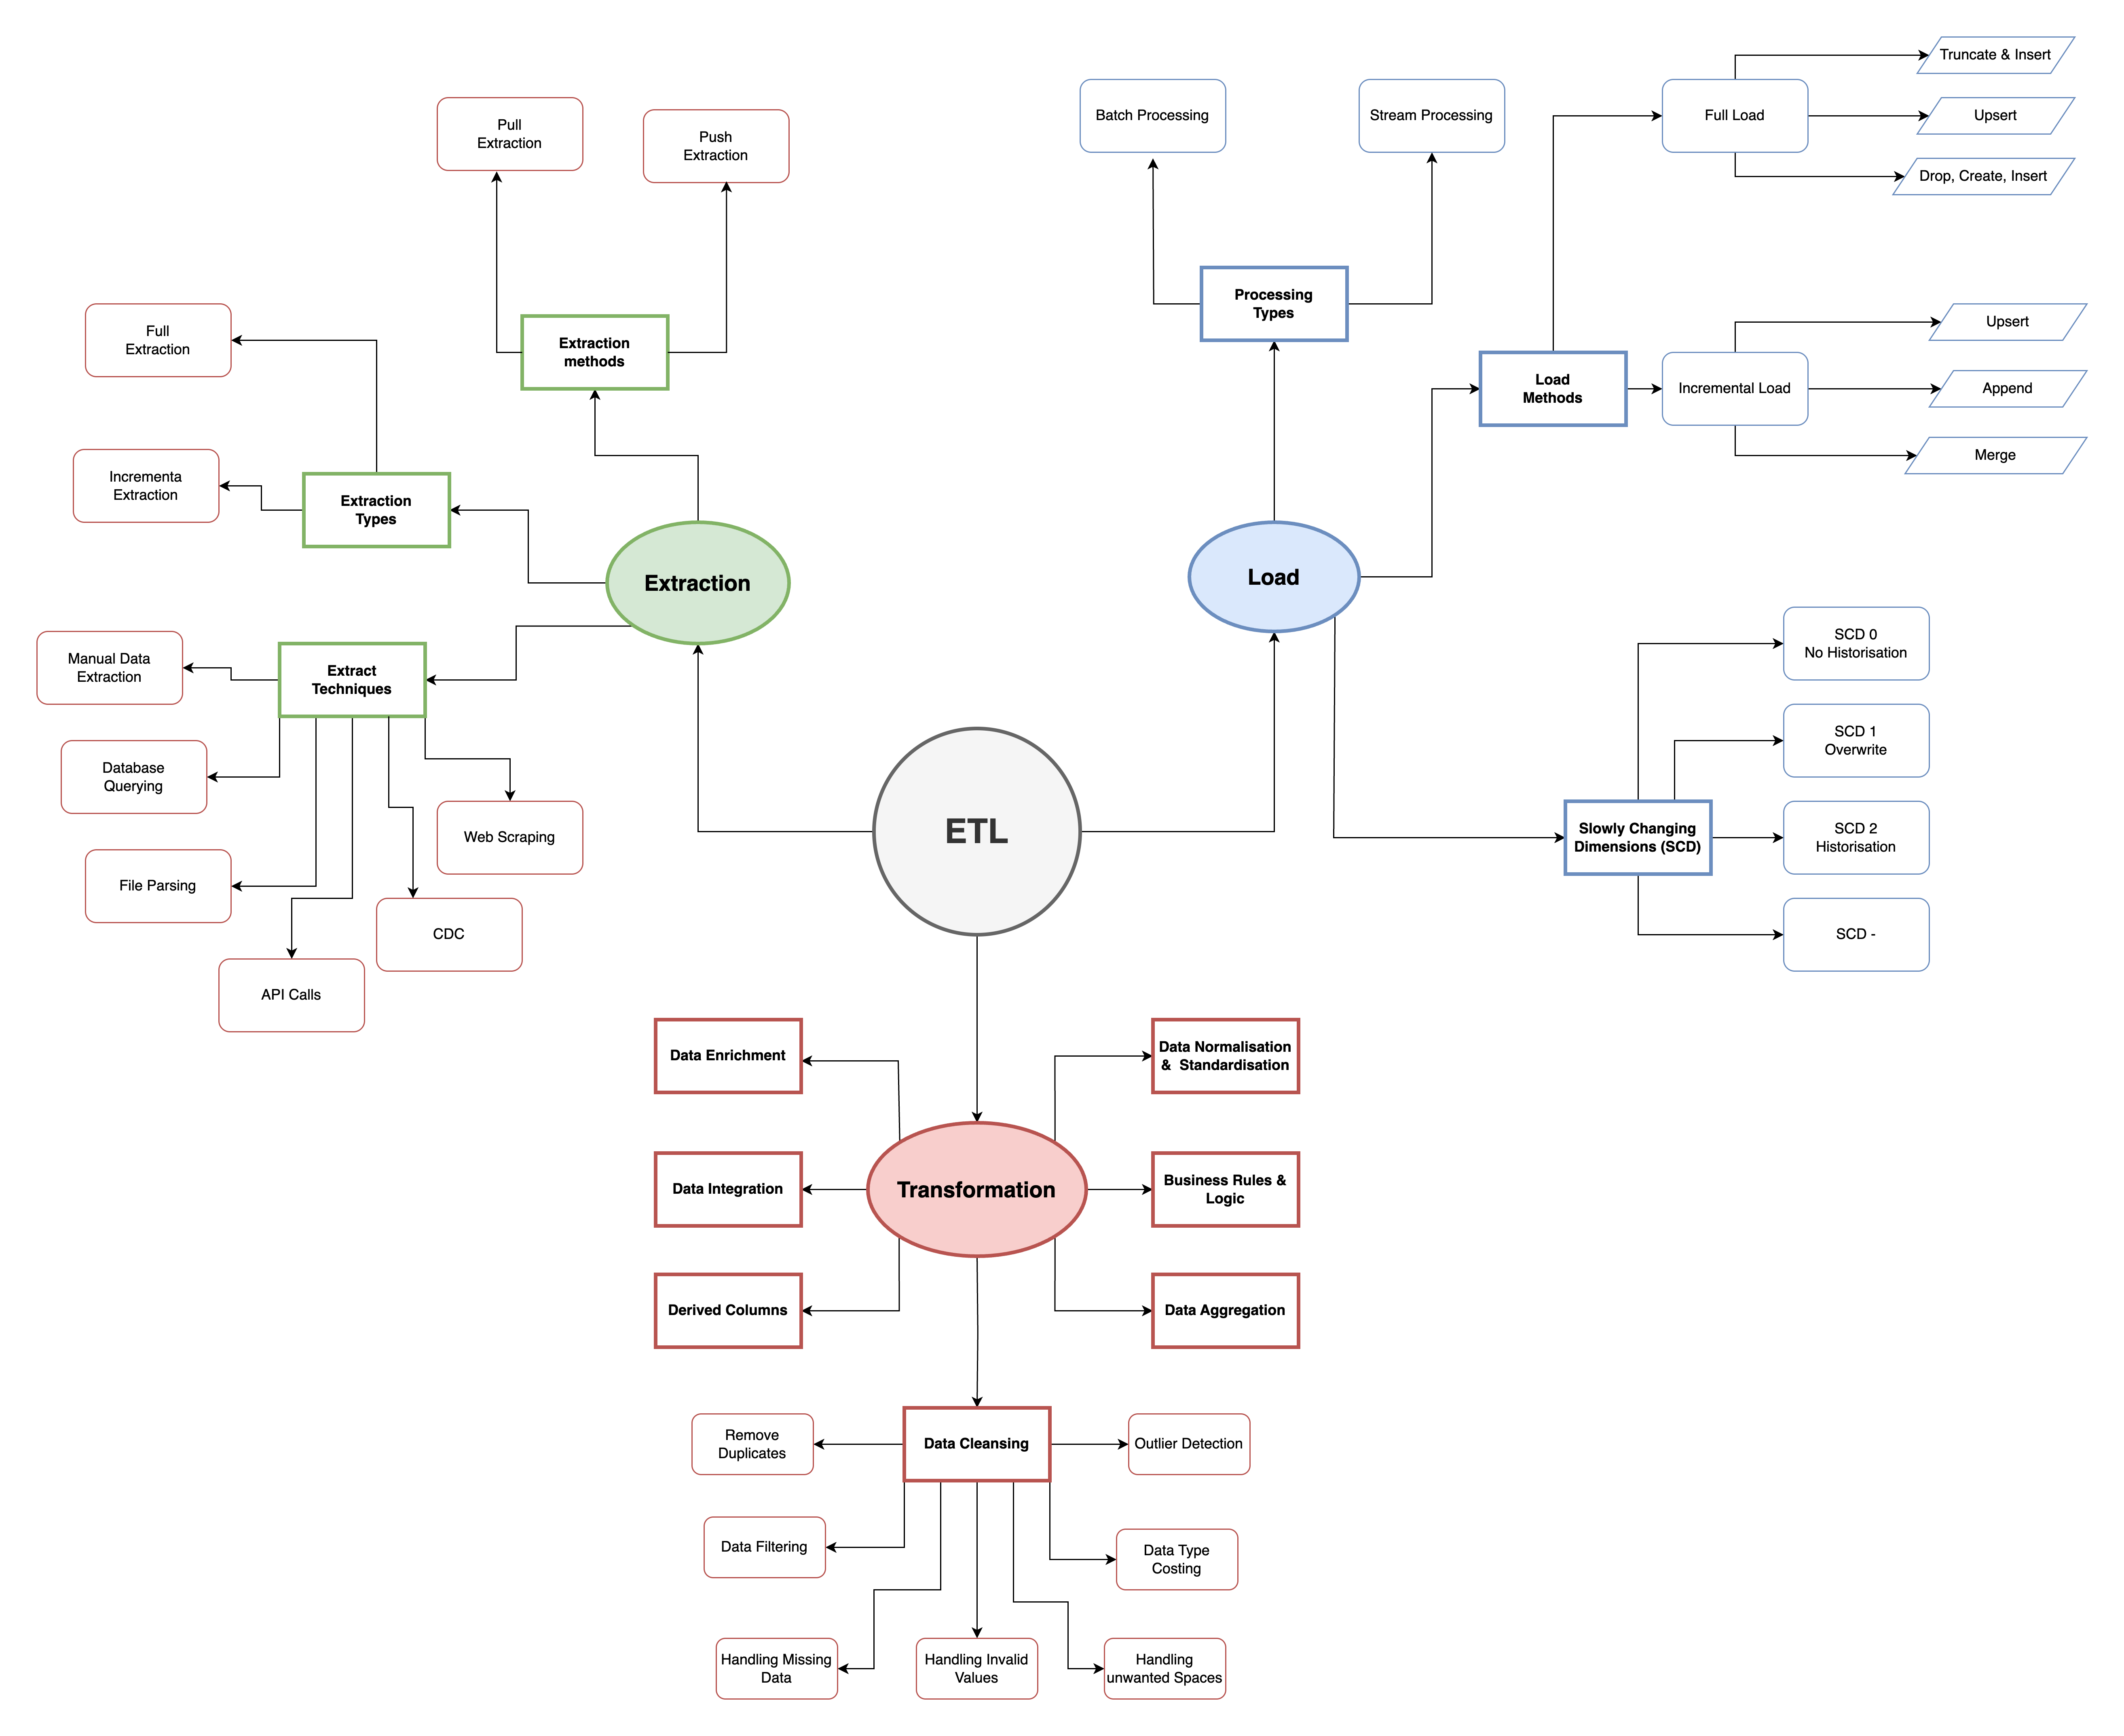 Pull
Extraction
Push
Extraction
Extraction
methods
Full
Extraction
Incrementa
Extraction
Extraction
Types
Extraction
Manual Data
Extraction
Extract
Techniques
Database
Querying
File Parsing
API Calls
CDC
Web Scraping
ETL
Batch Processing
Stream Processing
Processing
Types
Load
Load
Methods
Full Load
Truncate & Insert
Upsert
Drop, Create, Insert
Incremental Load
Upsert
Append
Merge
Slowly Changing
Dimensions (SCD)
SCD 0
No Historisation
SCD 1
Overwrite
SCD 2
Historisation
SCD -
Transformation
Data Enrichment
Data Integration
Derived Columns
Data Normalisation
&  Standardisation
Business Rules &
Logic
Data Aggregation
Data Cleansing
Remove
Duplicates
Data Filtering
Handling Missing
Data
Handling Invalid
Values
Handling
unwanted Spaces
Data Type
Costing
Outlier Detection